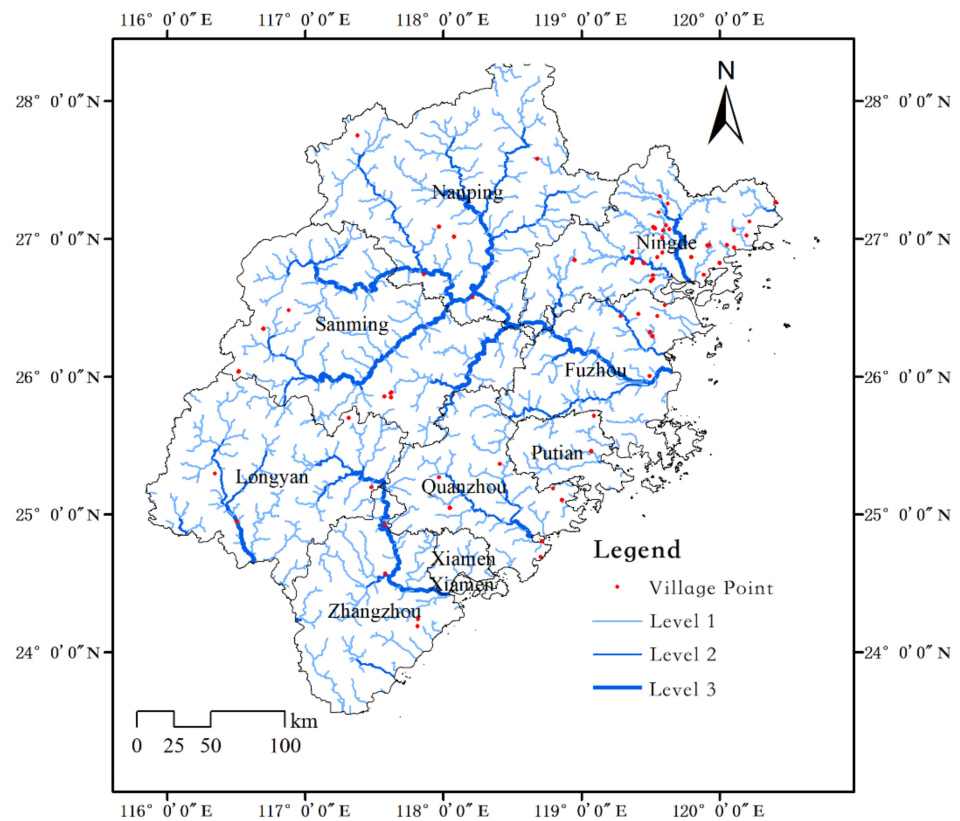 116° 0′ 0″ E 117° 0′ 0″ E 118° 0′ 0″ E 119° 0′ 0″ E 120° 0′ 0″ E
N
28° 0′ 0″ N 28° 0′ 0″ N
Nanping
27° 0′ 0″ N Ningde 27° 0′ 0″ N
Sanming
26° 0′ 0″ N Fuzhou 26° 0′ 0″ N
Putian
Longyan
Quanzhou
25° 0′ 0″ N 25° 0′ 0″ N
Xiamen
Xiamen
Zhangzhou
Legend
Village Point
Level 1
24° 0′ 0″ N Level 2 24° 0′ 0″ N
Level 3
km
0 25 50 100
116° 0′ 0″ E 117° 0′ 0″ E 118° 0′ 0″ E 119° 0′ 0″ E 120° 0′ 0″ E